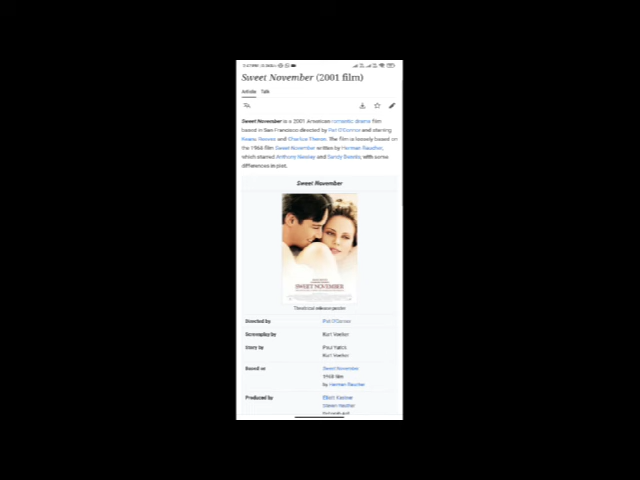 Sweet November (2001 film)
Article Talk
Sweet November is a 2001 American romantic drama film
based in San Francisco directed by Pat O'Connor and starring
Keanu Reeves and Charlize Theron. The film is loosely based on
the 1968 film Sweet November written by Herman Raucher,
which starred Anthony Newley and Sandy Dennis, with some
differences in plot.
Sweet November
SWEET NOVEMBER
Theatrical release poster
Directed by Pat O'Connor
Screenplay by Kurt Voelker
Story by Paul Yurick
Kurt Voelker
Based on Sweet November
1968 film
by Herman Raucher
Produced by Elliott Kastner
Steven Reuther